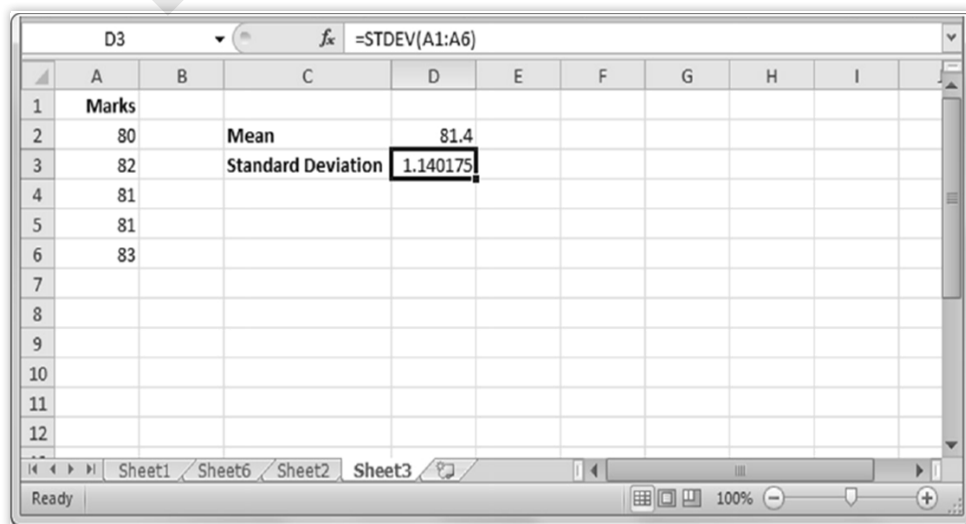 D3 fx =STDEV(A1:A6)
A B C D E F G H I J
1 Marks
2 80 Mean 81.4
3 82 Standard Deviation 1.140175
4 81
5 81
6 83
7
8
9
10
11
12
Sheet1 Sheet6 Sheet2 Sheet3
Ready 100%